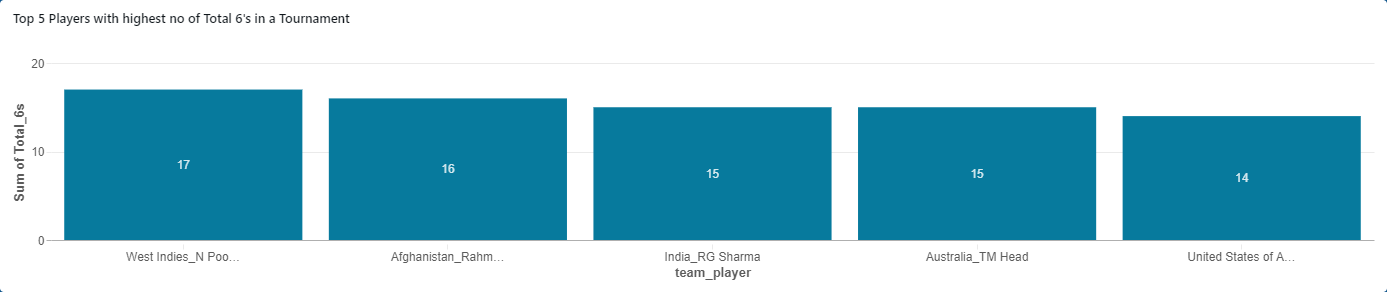 Top 5 Players with highest no of Total 6's in a Tournament
20
10
0
Sum of Total_6s
17
16
15
15
14
West Indies_N Poo...
Afghanistan_Rahm...
India_RG Sharma
Australia_TM Head
United States of A...
team_player